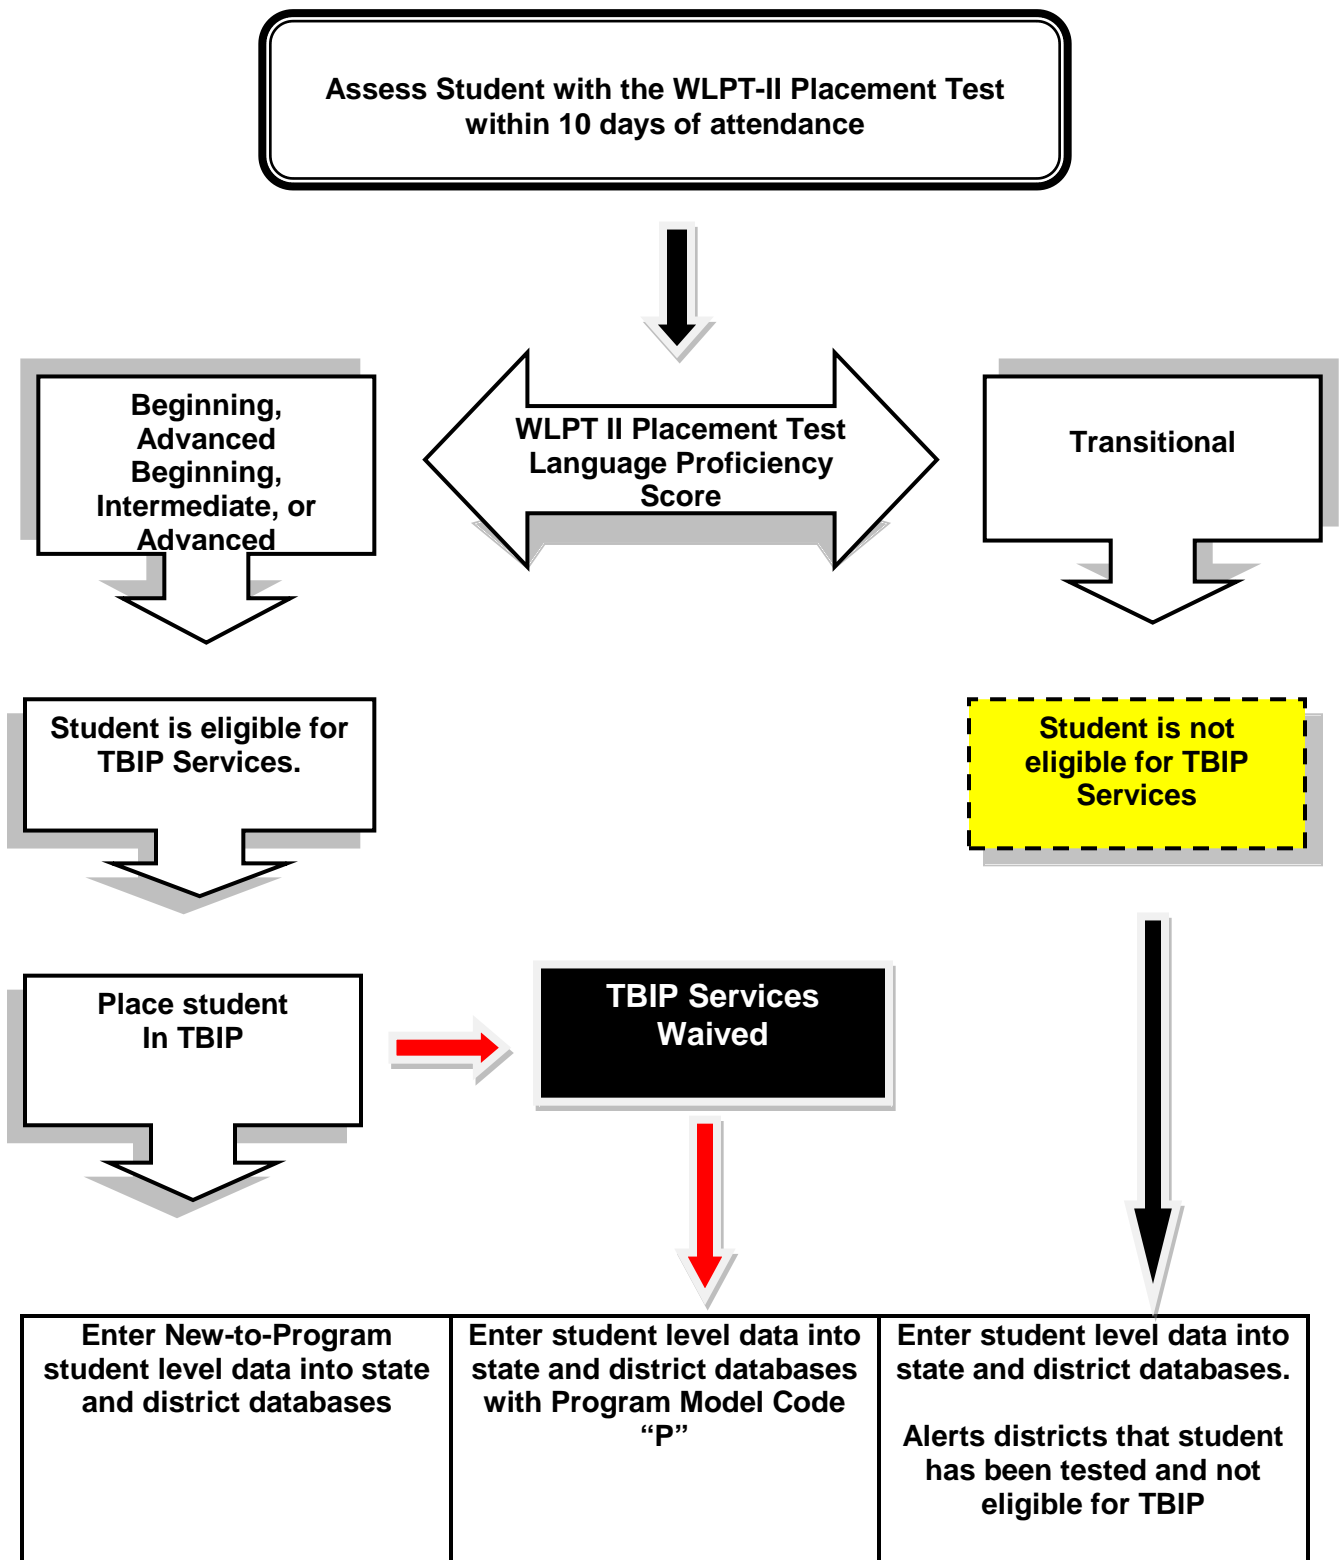 Assess Student with the WLPT-II Placement Test
within 10 days of attendance
Beginning,
Advanced
Beginning,
Intermediate, or
Advanced
WLPT II Placement Test
Language Proficiency
Score
Transitional
Student is eligible for
TBIP Services.
Student is not
eligible for TBIP
Services
Place student
In TBIP
TBIP Services
Waived
Enter New-to-Program
student level data into state
and district databases
Enter student level data into
state and district databases
with Program Model Code
“P”
Enter student level data into
state and district databases.
Alerts districts that student
has been tested and not
eligible for TBIP